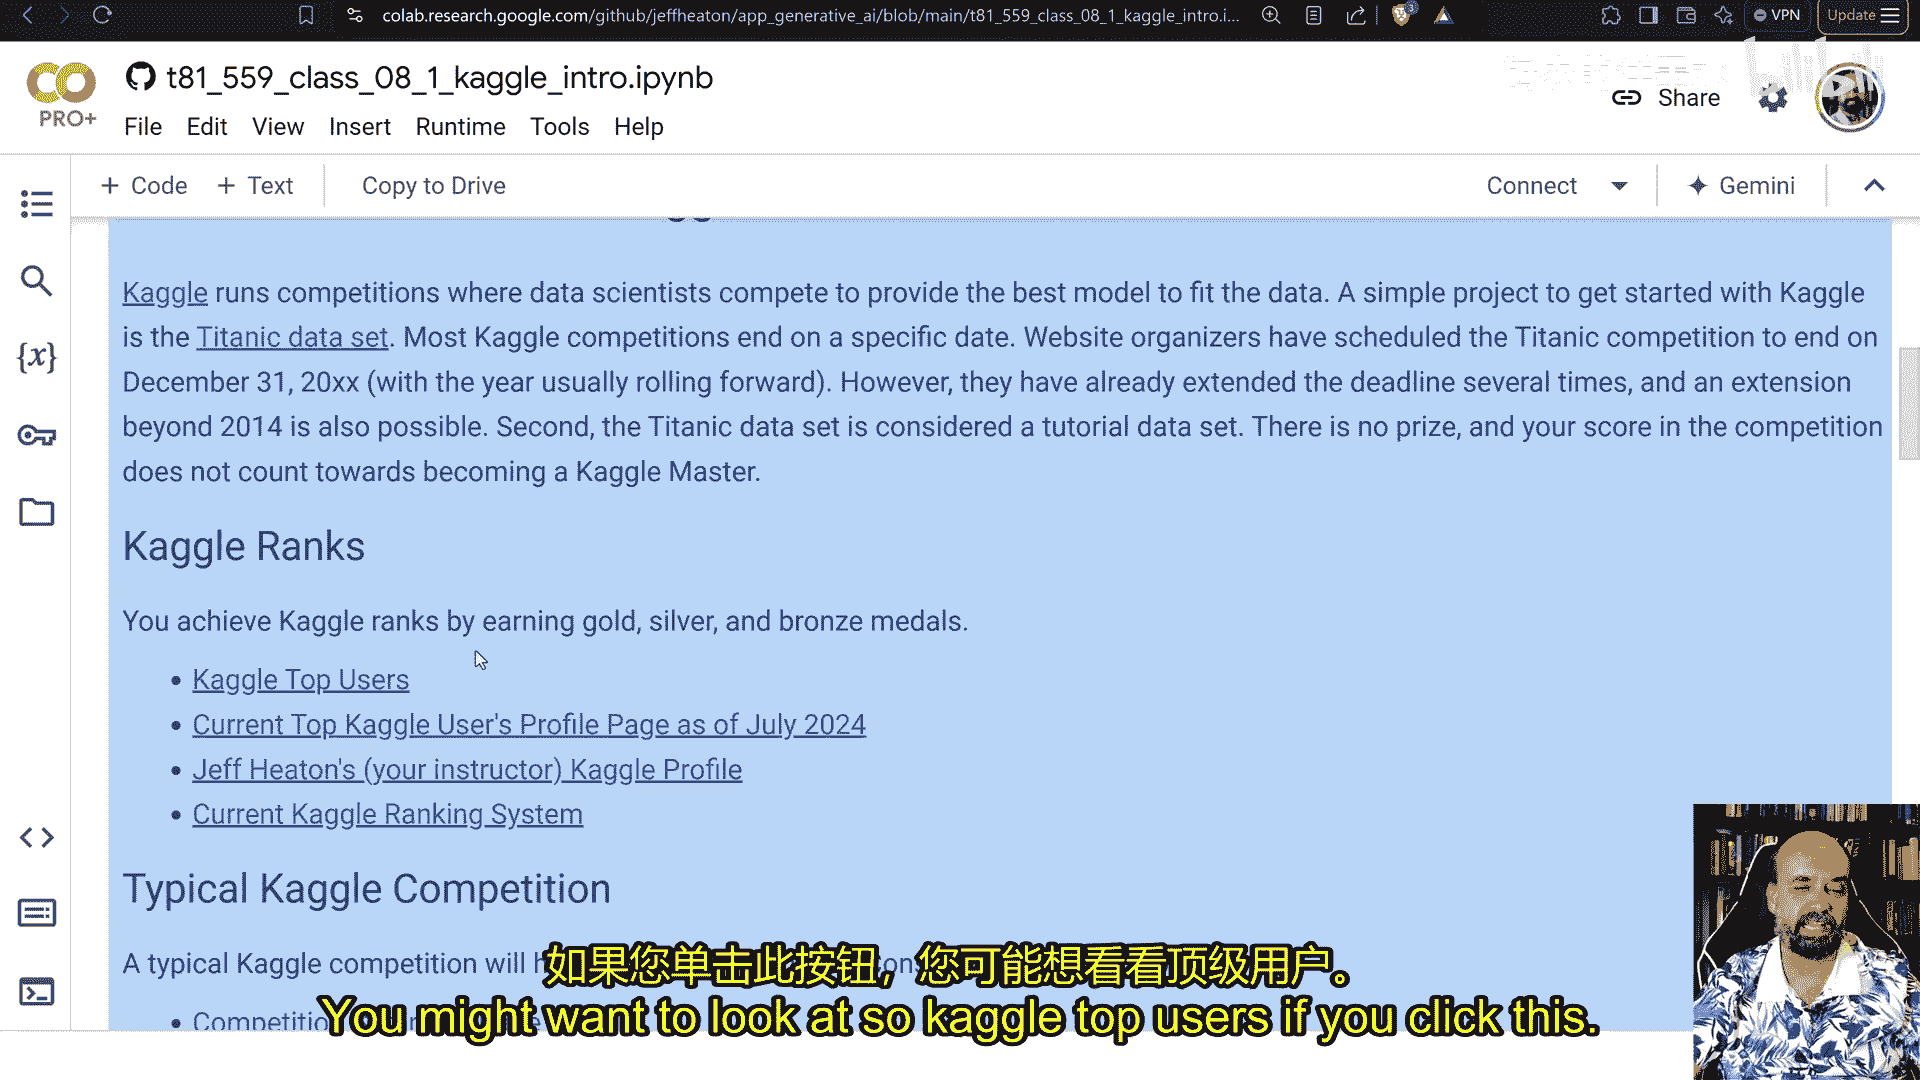 colab.research.google.com/github/jeffheaton/app_generative_ai/blob/main/t81_559_class_08_1_kaggle_intro.i...
VPN
Update
3
t81_559_class_08_1_kaggle_intro.ipynb
PRO+
File Edit View Insert Runtime Tools Help
Share
bilibili
+ Code + Text Copy to Drive
Connect
Gemini
Kaggle runs competitions where data scientists compete to provide the best model to fit the data. A simple project to get started with Kaggle
is the Titanic data set. Most Kaggle competitions end on a specific date. Website organizers have scheduled the Titanic competition to end on
December 31, 20xx (with the year usually rolling forward). However, they have already extended the deadline several times, and an extension
beyond 2014 is also possible. Second, the Titanic data set is considered a tutorial data set. There is no prize, and your score in the competition
does not count towards becoming a Kaggle Master.
Kaggle Ranks
You achieve Kaggle ranks by earning gold, silver, and bronze medals.
• Kaggle Top Users
• Current Top Kaggle User's Profile Page as of July 2024
• Jeff Heaton's (your instructor) Kaggle Profile
• Current Kaggle Ranking System
Typical Kaggle Competition
A typical Kaggle competition will
如果您单击此按钮，您可能想看看顶级用户。
You might want to look at so kaggle top users if you click this.